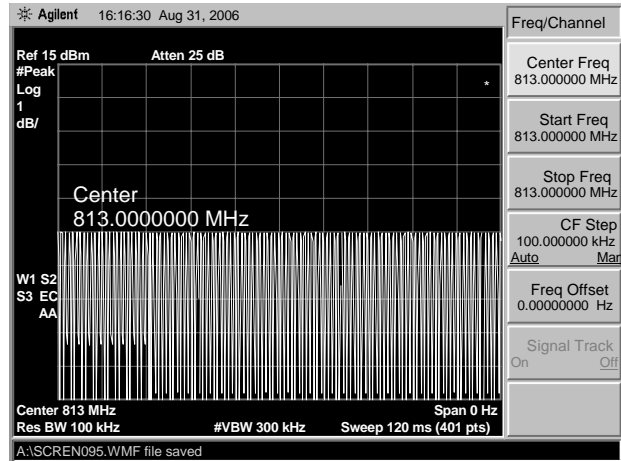 Agilent 16:16:30 Aug 31, 2006
Ref 15 dBm Atten 25 dB
#Peak
Log
1
dB/
*
Center
813.0000000 MHz
W1 S2
S3 EC
AA
Center 813 MHz Span 0 Hz
Res BW 100 kHz #VBW 300 kHz Sweep 120 ms (401 pts)
A:\SCREN095.WMF file saved
Freq/Channel
Center Freq
813.000000 MHz
Start Freq
813.000000 MHz
Stop Freq
813.000000 MHz
CF Step
100.000000 kHz
Auto Man
Freq Offset
0.00000000 Hz
Signal Track
On Off